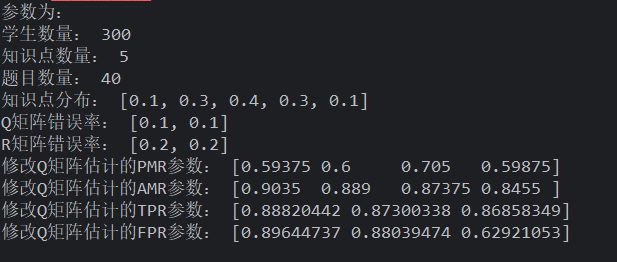 参数为:
学生数量: 300
知识点数量: 5
题目数量: 40
知识点分布: [0.1, 0.3, 0.4, 0.3, 0.1]
Q矩阵错误率: [0.1, 0.1]
R矩阵错误率: [0.2, 0.2]
修改Q矩阵估计的PMR参数: [0.59375 0.6     0.705   0.59875]
修改Q矩阵估计的AMR参数: [0.9035  0.889   0.87375 0.8455 ]
修改Q矩阵估计的TPR参数: [0.88820442 0.87300338 0.86858349]
修改Q矩阵估计的FPR参数: [0.89644737 0.88039474 0.62921053]